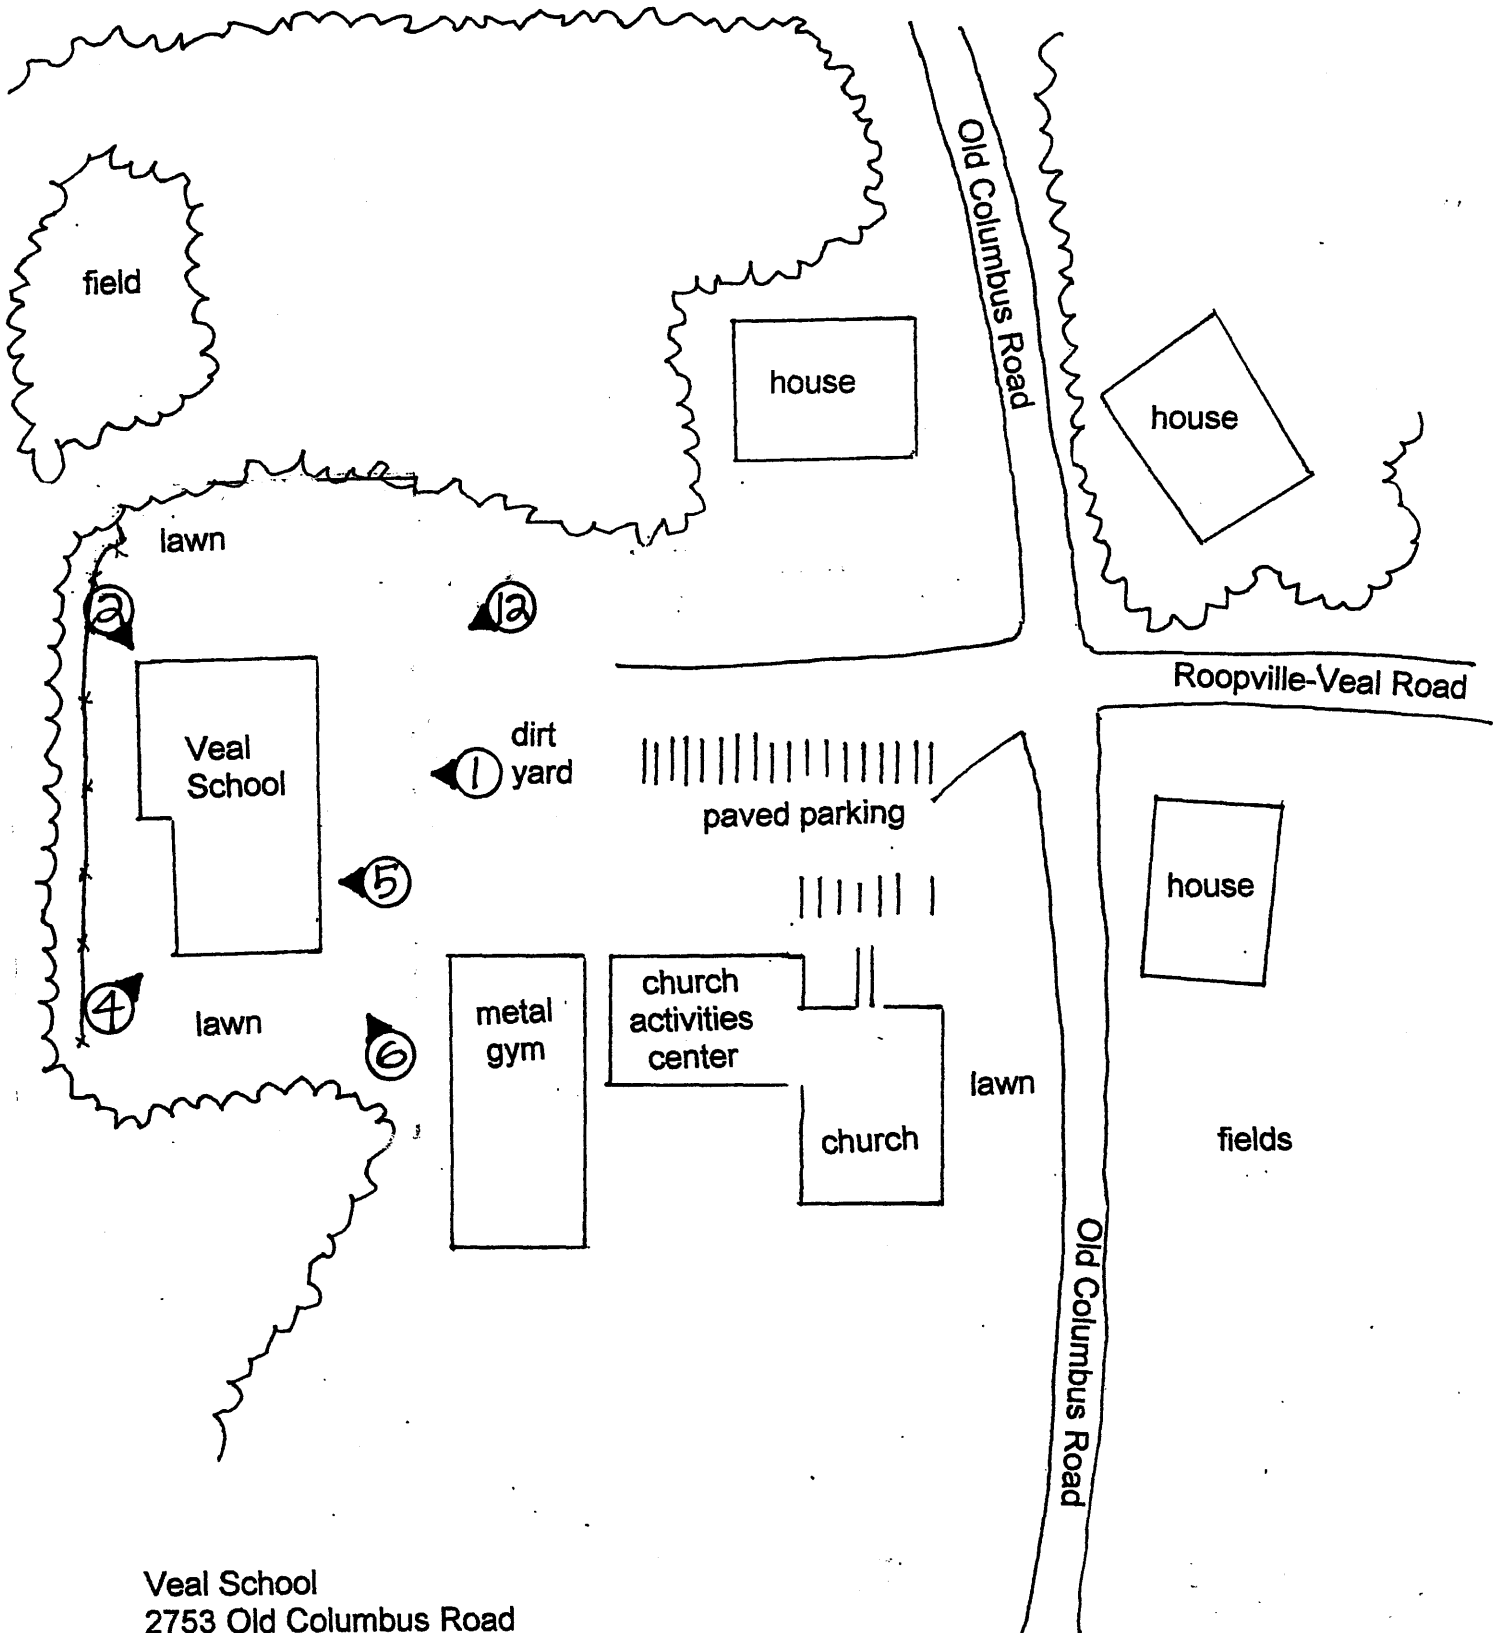 Old Columbus Road
field
house
house
lawn
2
12
Roopville-Veal Road
Veal
School
1
dirt
yard
paved parking
5
house
church
activities
center
metal
gym
4
lawn
6
lawn
church
fields
Old Columbus Road
Veal School
2753 Old Columbus Road